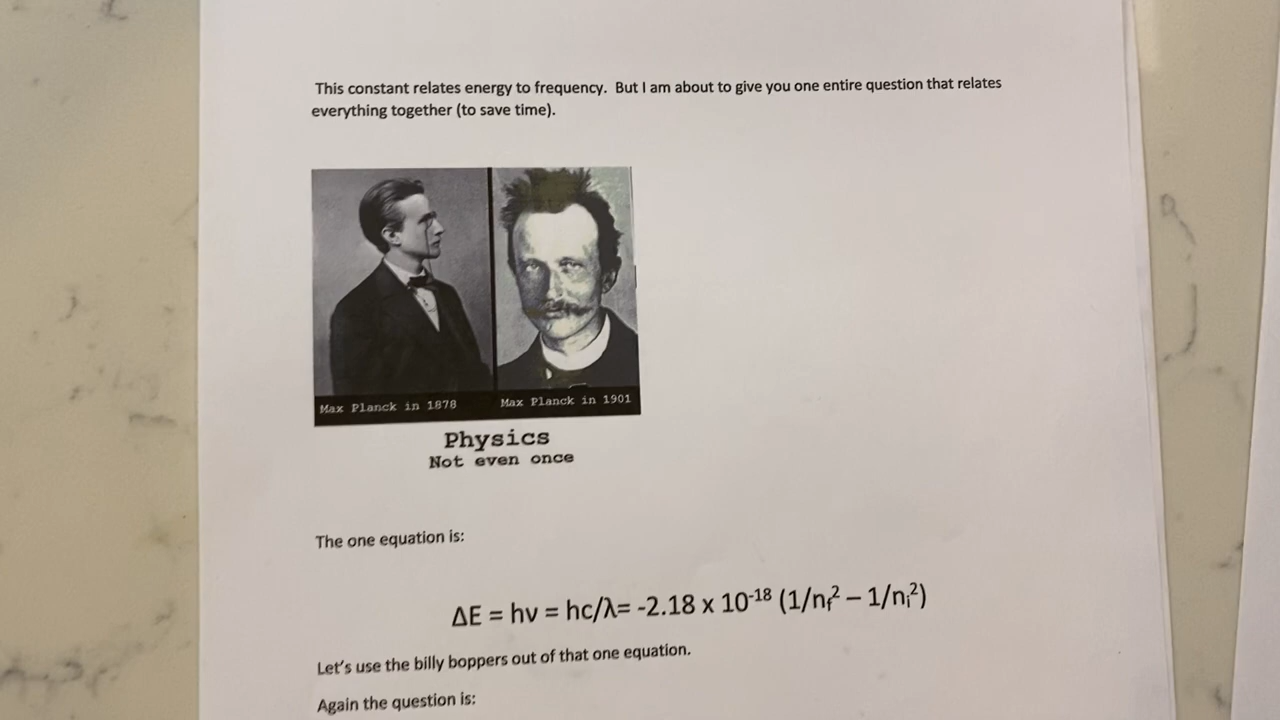 This constant relates energy to frequency.  But I am about to give you one entire question that relates
everything together (to save time).
Max Planck in 1878
Max Planck in 1901
Physics
Not even once
The one equation is:
ΔE = hν = hc/λ= -2.18 x 10⁻¹⁸ (1/n_f² – 1/n_i²)
Let's use the billy boppers out of that one equation.
Again the question is: